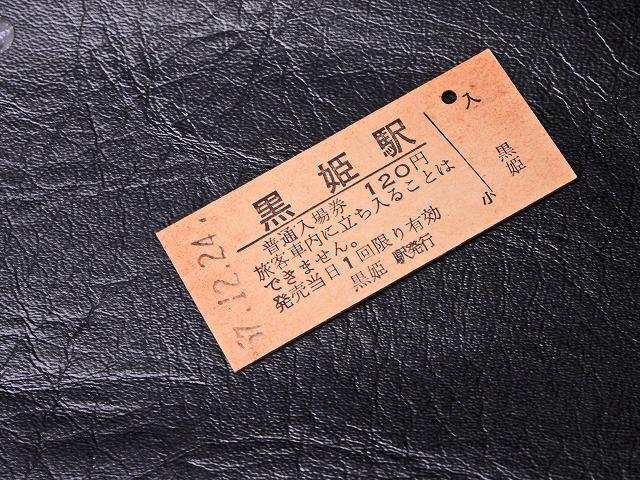 57.12.24.
黒姫駅
普通入場券 120円
旅客車内に立ち入ることは
できません。
発売当日1回限り有効
黒姫 駅発行
入
黒姫
小